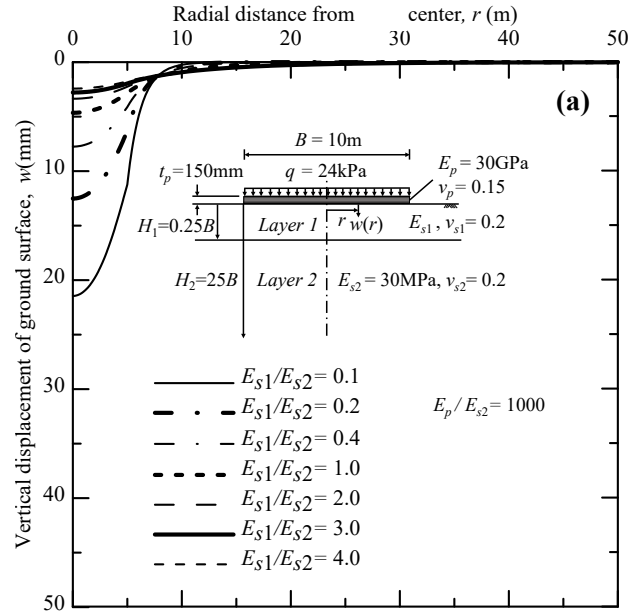 Radial distance from center, r (m)
0 10 20 30 40 50
0
10
20
30
40
50
Vertical displacement of ground surface, w(mm)
(a)
B = 10m
t_p=150mm
q = 24kPa
E_p = 30GPa
v_p = 0.15
H_1=0.25B
Layer 1
r
w(r)
E_s1 , v_s1= 0.2
H_2=25B
Layer 2
E_s2 = 30MPa, v_s2= 0.2
E_s1/E_s2= 0.1
E_s1/E_s2= 0.2
E_s1/E_s2= 0.4
E_s1/E_s2= 1.0
E_s1/E_s2= 2.0
E_s1/E_s2= 3.0
E_s1/E_s2= 4.0
E_p / E_s2= 1000